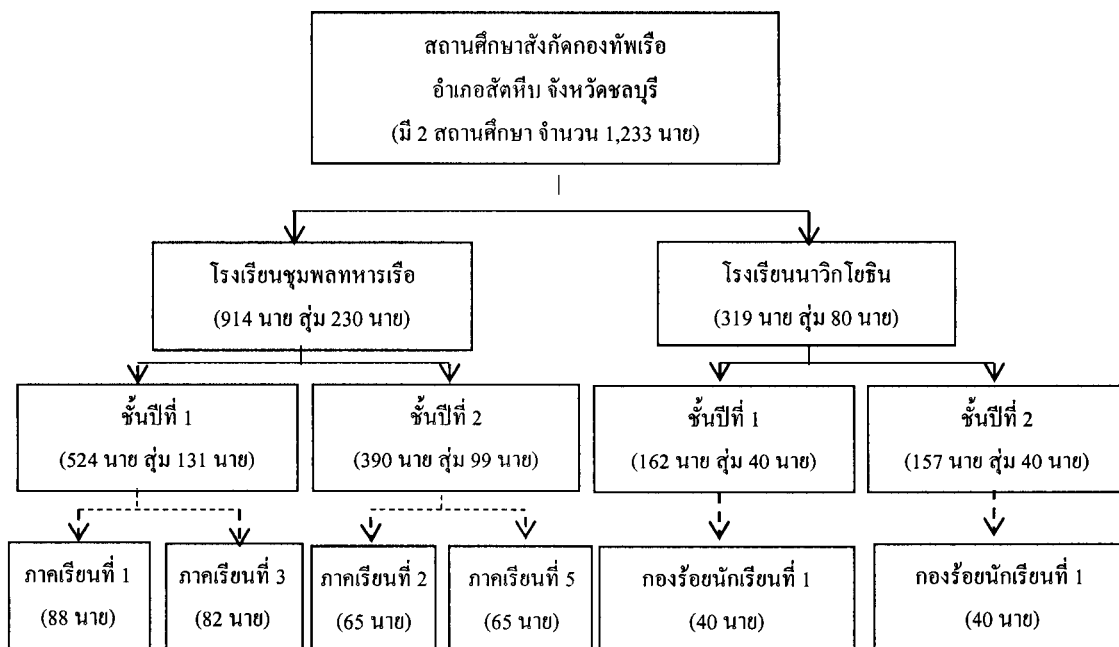 สถานศึกษาสังกัดกองทัพเรือ
อำเภอสัตหีบ จังหวัดชลบุรี
(มี 2 สถานศึกษา จำนวน 1,233 นาย)
โรงเรียนชุมพลทหารเรือ
(914 นาย สุ่ม 230 นาย)
โรงเรียนนาวิกโยธิน
(319 นาย สุ่ม 80 นาย)
ชั้นปีที่ 1
(524 นาย สุ่ม 131 นาย)
ชั้นปีที่ 2
(390 นาย สุ่ม 99 นาย)
ชั้นปีที่ 1
(162 นาย สุ่ม 40 นาย)
ชั้นปีที่ 2
(157 นาย สุ่ม 40 นาย)
ภาคเรียนที่ 1
(88 นาย)
ภาคเรียนที่ 3
(82 นาย)
ภาคเรียนที่ 2
(65 นาย)
ภาคเรียนที่ 5
(65 นาย)
กองร้อยนักเรียนที่ 1
(40 นาย)
กองร้อยนักเรียนที่ 1
(40 นาย)